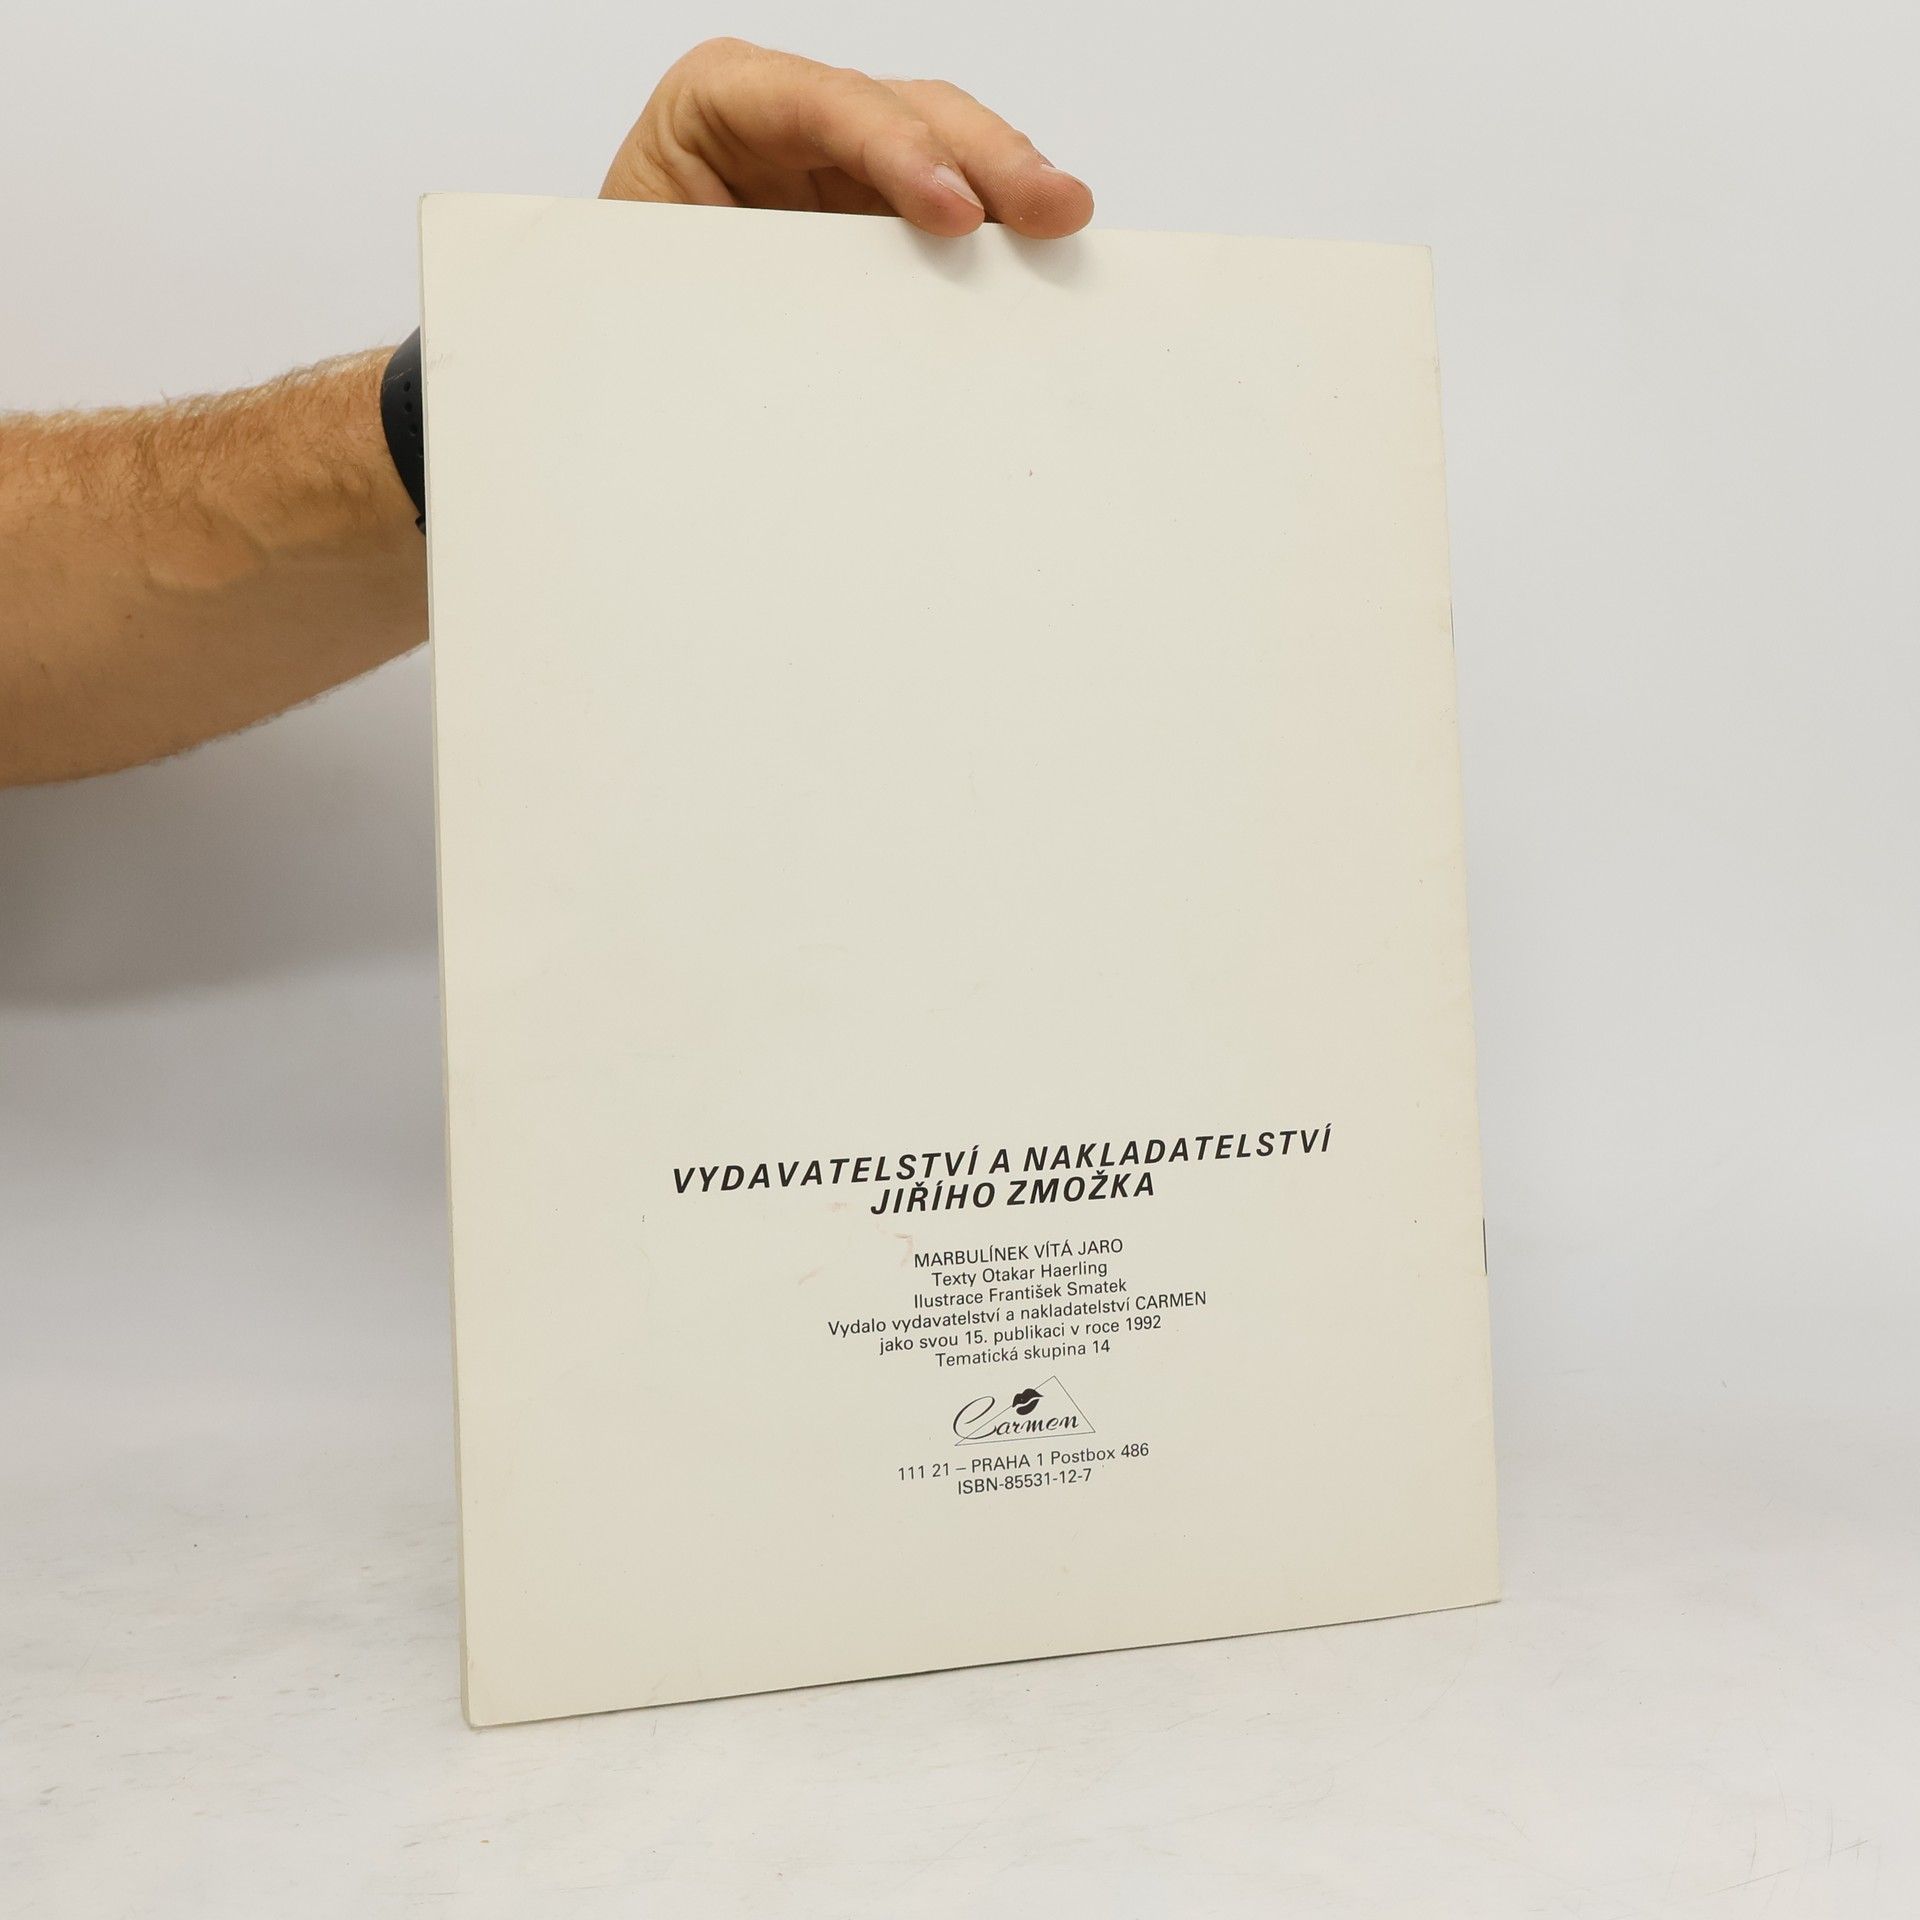 VYDAVATELSTVÍ A NAKLADATELSTVÍ
JIŘÍHO ZMOŽKA
MARBULÍNEK VÍTÁ JARO
Texty Otakar Haerling
Ilustrace František Smatek
Vydalo vydavatelství a nakladatelství CARMEN
jako svou 15. publikaci v roce 1992
Tematická skupina 14
Carmen
111 21 – PRAHA 1 Postbox 486
ISBN-85531-12-7